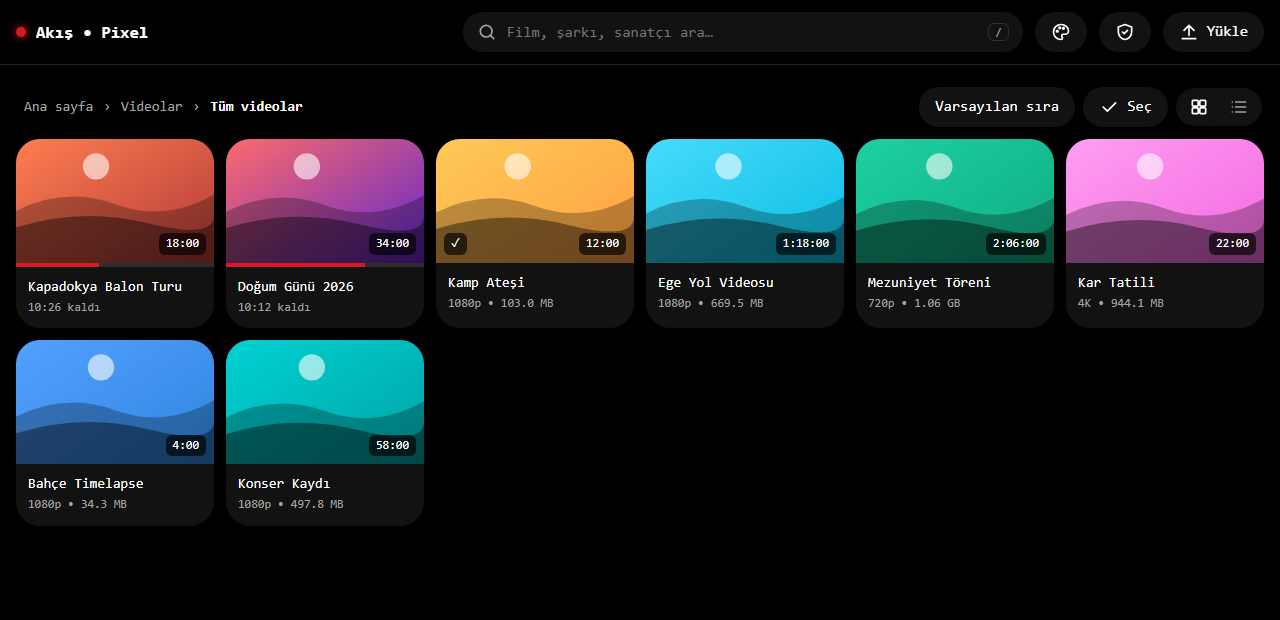 Akış • Pixel
Film, şarkı, sanatçı ara…
/
Yükle
Ana sayfa › Videolar › Tüm videolar
Varsayılan sıra
Seç
18:00
Kapadokya Balon Turu
10:26 kaldı
34:00
Doğum Günü 2026
10:12 kaldı
✓
12:00
Kamp Ateşi
1080p • 103.0 MB
1:18:00
Ege Yol Videosu
1080p • 669.5 MB
2:06:00
Mezuniyet Töreni
720p • 1.06 GB
22:00
Kar Tatili
4K • 944.1 MB
4:00
Bahçe Timelapse
1080p • 34.3 MB
58:00
Konser Kaydı
1080p • 497.8 MB